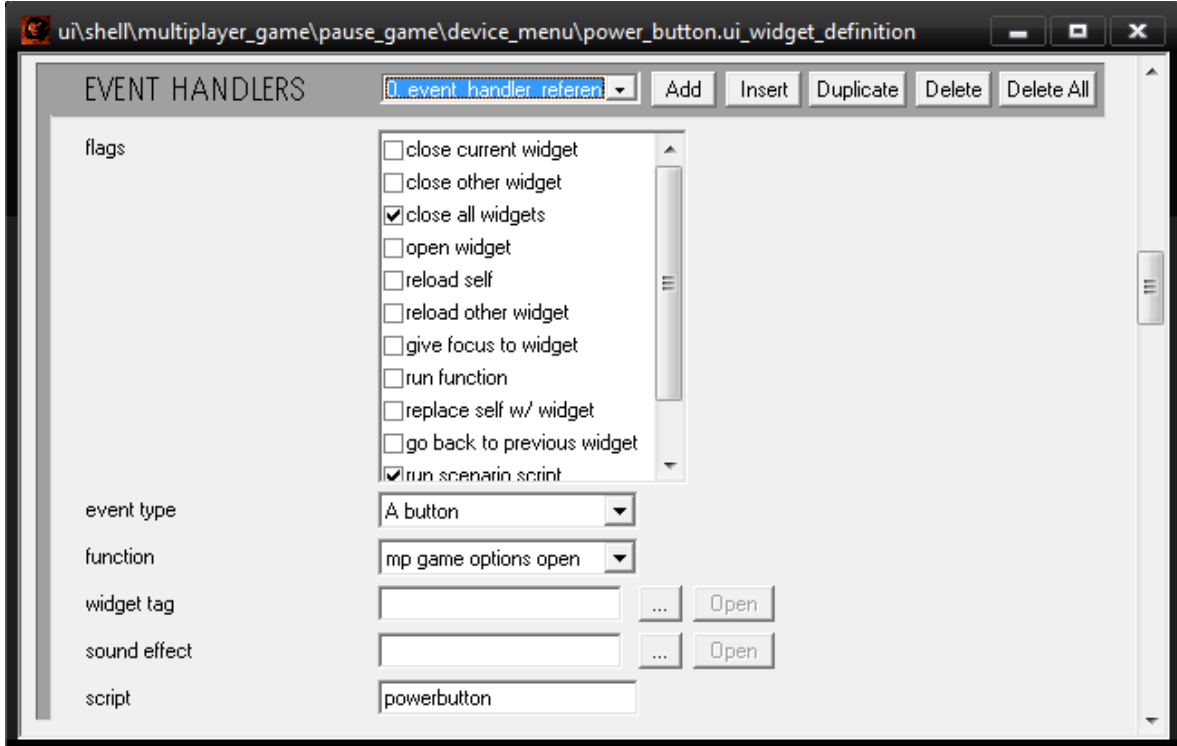 ui\shell\multiplayer_game\pause_game\device_menu\power_button.ui_widget_definition
EVENT HANDLERS 0. event_handler_referen Add Insert Duplicate Delete Delete All
flags
close current widget
close other widget
close all widgets
open widget
reload self
reload other widget
give focus to widget
run function
replace self w/ widget
go back to previous widget
run scenario script
event type A button
function mp game options open
widget tag ... Open
sound effect ... Open
script powerbutton